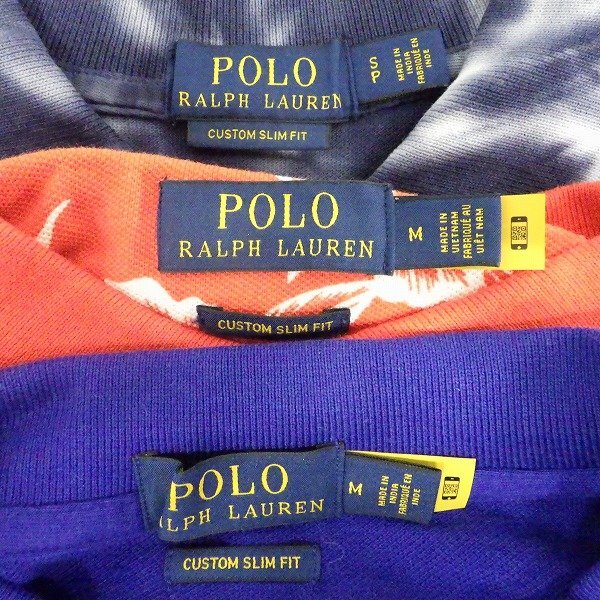 POLO
RALPH LAUREN
S
P
MADE IN
INDIA
FABRIQUÉ EN
INDE
CUSTOM SLIM FIT
POLO
RALPH LAUREN
M
MADE IN
VIETNAM
FABRIQUÉ AU
VIÊT NAM
CUSTOM SLIM FIT
POLO
ALPH LAUREN
M
MADE IN
INDIA
FABRIQUÉ EN
INDE
CUSTOM SLIM FIT